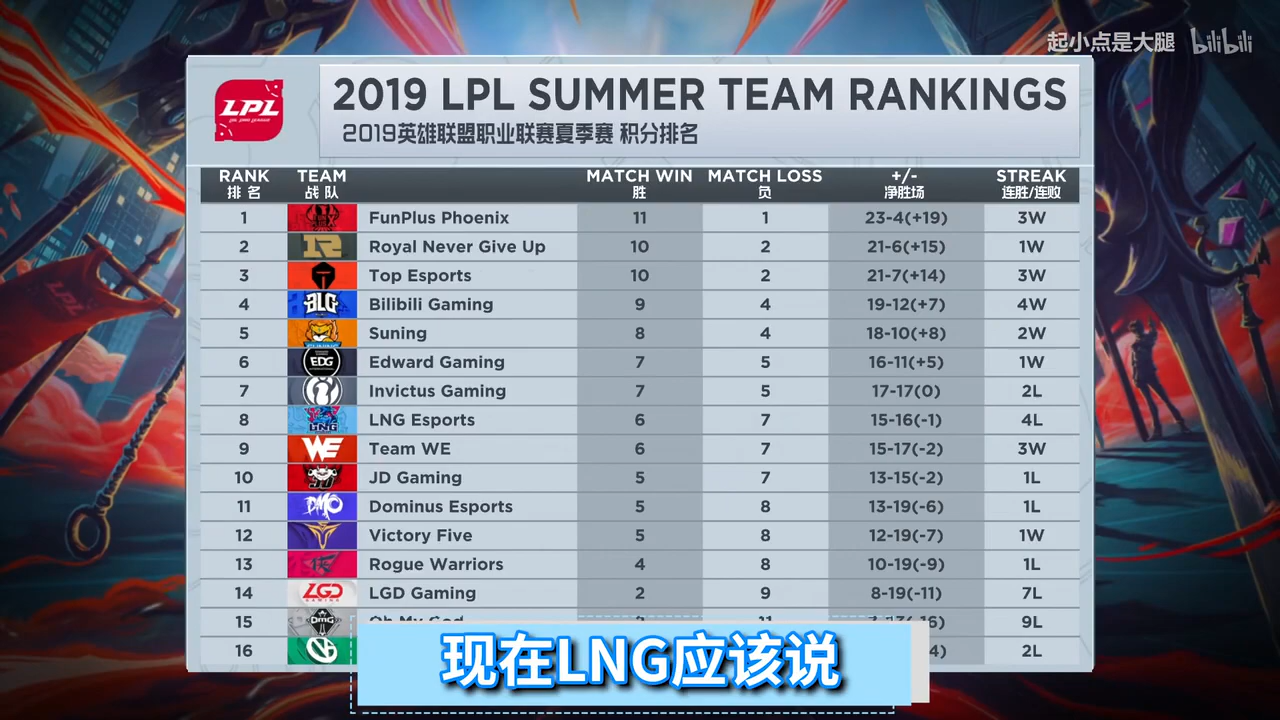 起小点是大腿 bilibili
LPL 2019 LPL SUMMER TEAM RANKINGS
2019英雄联盟职业联赛夏季赛 积分排名
RANK TEAM MATCH WIN MATCH LOSS +/- STREAK
排名 战队 胜 负 净胜场 连胜/连败
1 FunPlus Phoenix 11 1 23-4(+19) 3W
2 Royal Never Give Up 10 2 21-6(+15) 1W
3 Top Esports 10 2 21-7(+14) 3W
4 BLG Bilibili Gaming 9 4 19-12(+7) 4W
5 Suning 8 4 18-10(+8) 2W
6 EDG Edward Gaming 7 5 16-11(+5) 1W
7 Invictus Gaming 7 5 17-17(0) 2L
8 LNG LNG Esports 6 7 15-16(-1) 4L
9 WE Team WE 6 7 15-17(-2) 3W
10 JD Gaming 5 7 13-15(-2) 1L
11 DMO Dominus Esports 5 8 13-19(-6) 1L
12 Victory Five 5 8 12-19(-7) 1W
13 Rogue Warriors 4 8 10-19(-9) 1L
14 LGD GAMING LGD Gaming 2 9 8-19(-11) 7L
15 OMG 9L
16 2L
现在LNG应该说